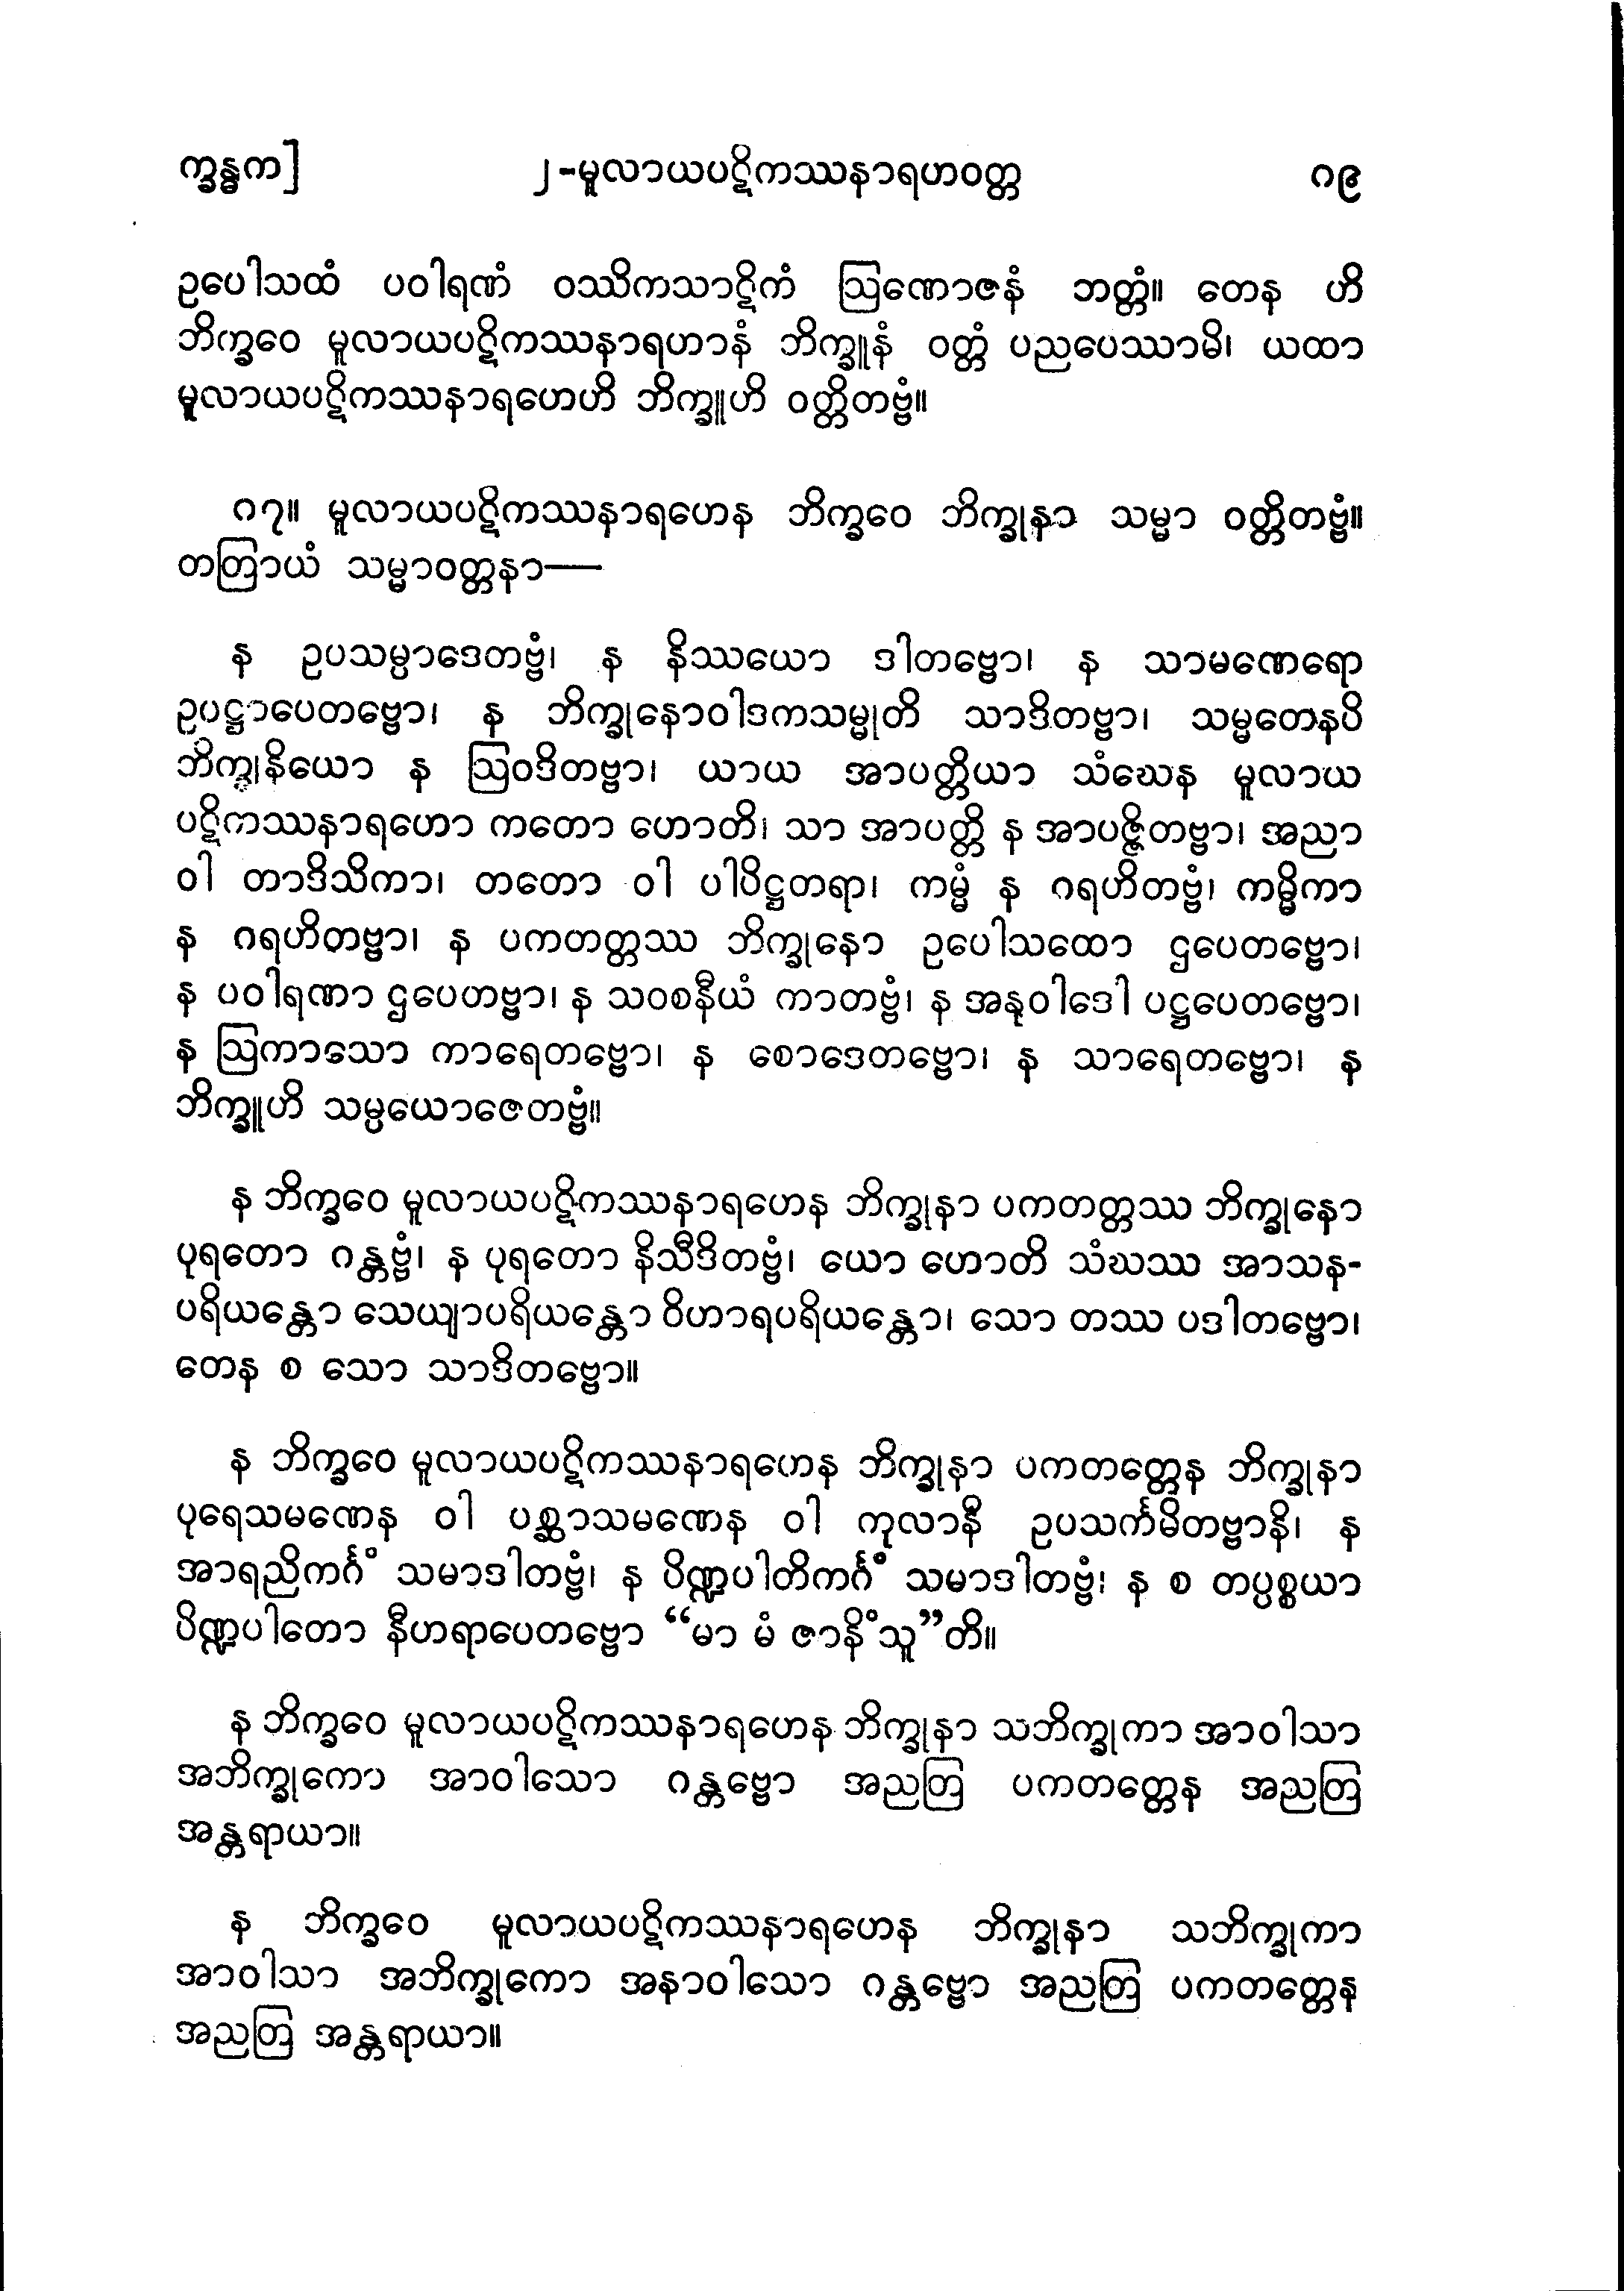 က္ခန္ဓက]
၂-မူလာယပဋိကဿနာရဟဝတ္တ
၈၉
ဥပေါသထံ ပဝါရဏံ ဝဿိကသာဋိကံ ဩဏောဇနံ ဘတ္တံ။ တေန ဟိ
ဘိက္ခဝေ မူလာယပဋိကဿနာရဟာနံ ဘိက္ခူနံ ဝတ္တံ ပညပေဿာမိ၊ ယထာ
မူလာယပဋိကဿနာရဟေဟိ ဘိက္ခူဟိ ဝတ္တိတဗ္ဗံ။
၈၇။ မူလာယပဋိကဿနာရဟေန ဘိက္ခဝေ ဘိက္ခုနာ သမ္မာ ဝတ္တိတဗ္ဗံ။
တတြာယံ သမ္မာဝတ္တနာ—
န ဥပသမ္ပာဒေတဗ္ဗံ၊ န နိဿယော ဒါတဗ္ဗော၊ န သာမဏေရော
ဥပဋ္ဌာပေတဗ္ဗော၊ န ဘိက္ခုနောဝါဒကသမ္မုတိ သာဒိတဗ္ဗာ၊ သမ္မတေနပိ
ဘိက္ခုနိယော န ဩဝဒိတဗ္ဗာ၊ ယာယ အာပတ္တိယာ သံဃေန မူလာယ
ပဋိကဿနာရဟော ကတော ဟောတိ၊ သာ အာပတ္တိ န အာပဇ္ဇိတဗ္ဗာ၊ အညာ
ဝါ တာဒိသိကာ၊ တတော ဝါ ပါပိဋ္ဌတရာ၊ ကမ္မံ န ဂရဟိတဗ္ဗံ၊ ကမ္မိကာ
န ဂရဟိတဗ္ဗာ၊ န ပကတတ္တဿ ဘိက္ခုနော ဥပေါသထော ဌပေတဗ္ဗော၊
န ပဝါရဏာ ဌပေတဗ္ဗာ၊ န သဝစနီယံ ကာတဗ္ဗံ၊ န အနုဝါဒေါ ပဋ္ဌပေတဗ္ဗော၊
န ဩကာသော ကာရေတဗ္ဗော၊ န စောဒေတဗ္ဗော၊ န သာရေတဗ္ဗော၊ န
ဘိက္ခူဟိ သမ္ပယောဇေတဗ္ဗံ။
န ဘိက္ခဝေ မူလာယပဋိကဿနာရဟေန ဘိက္ခုနာ ပကတတ္တဿ ဘိက္ခုနော
ပုရတော ဂန္တဗ္ဗံ၊ န ပုရတော နိသီဒိတဗ္ဗံ၊ ယော ဟောတိ သံဃဿ အာသန-
ပရိယန္တော သေယျာပရိယန္တော ဝိဟာရပရိယန္တော၊ သော တဿ ပဒါတဗ္ဗော၊
တေန စ သော သာဒိတဗ္ဗော။
န ဘိက္ခဝေ မူလာယပဋိကဿနာရဟေန ဘိက္ခုနာ ပကတတ္တေန ဘိက္ခုနာ
ပုရေသမဏေန ဝါ ပစ္ဆာသမဏေန ဝါ ကုလာနိ ဥပသင်္ကမိတဗ္ဗာနိ၊ န
အာရညိကင်္ဂံ သမာဒါတဗ္ဗံ၊ န ပိဏ္ဍပါတိကင်္ဂံ သမာဒါတဗ္ဗံ၊ န စ တပ္ပစ္စယာ
ပိဏ္ဍပါတော နီဟရာပေတဗ္ဗော “မာ မံ ဇာနိံသူ”တိ။
န ဘိက္ခဝေ မူလာယပဋိကဿနာရဟေန ဘိက္ခုနာ သဘိက္ခုကာ အာဝါသာ
အဘိက္ခုကော အာဝါသော ဂန္တဗ္ဗော အညတြ ပကတတ္တေန အညတြ
အန္တရာယာ။
န ဘိက္ခဝေ မူလာယပဋိကဿနာရဟေန ဘိက္ခုနာ သဘိက္ခုကာ
အာဝါသာ အဘိက္ခုကော အနာဝါသော ဂန္တဗ္ဗော အညတြ ပကတတ္တေန
အညတြ အန္တရာယာ။